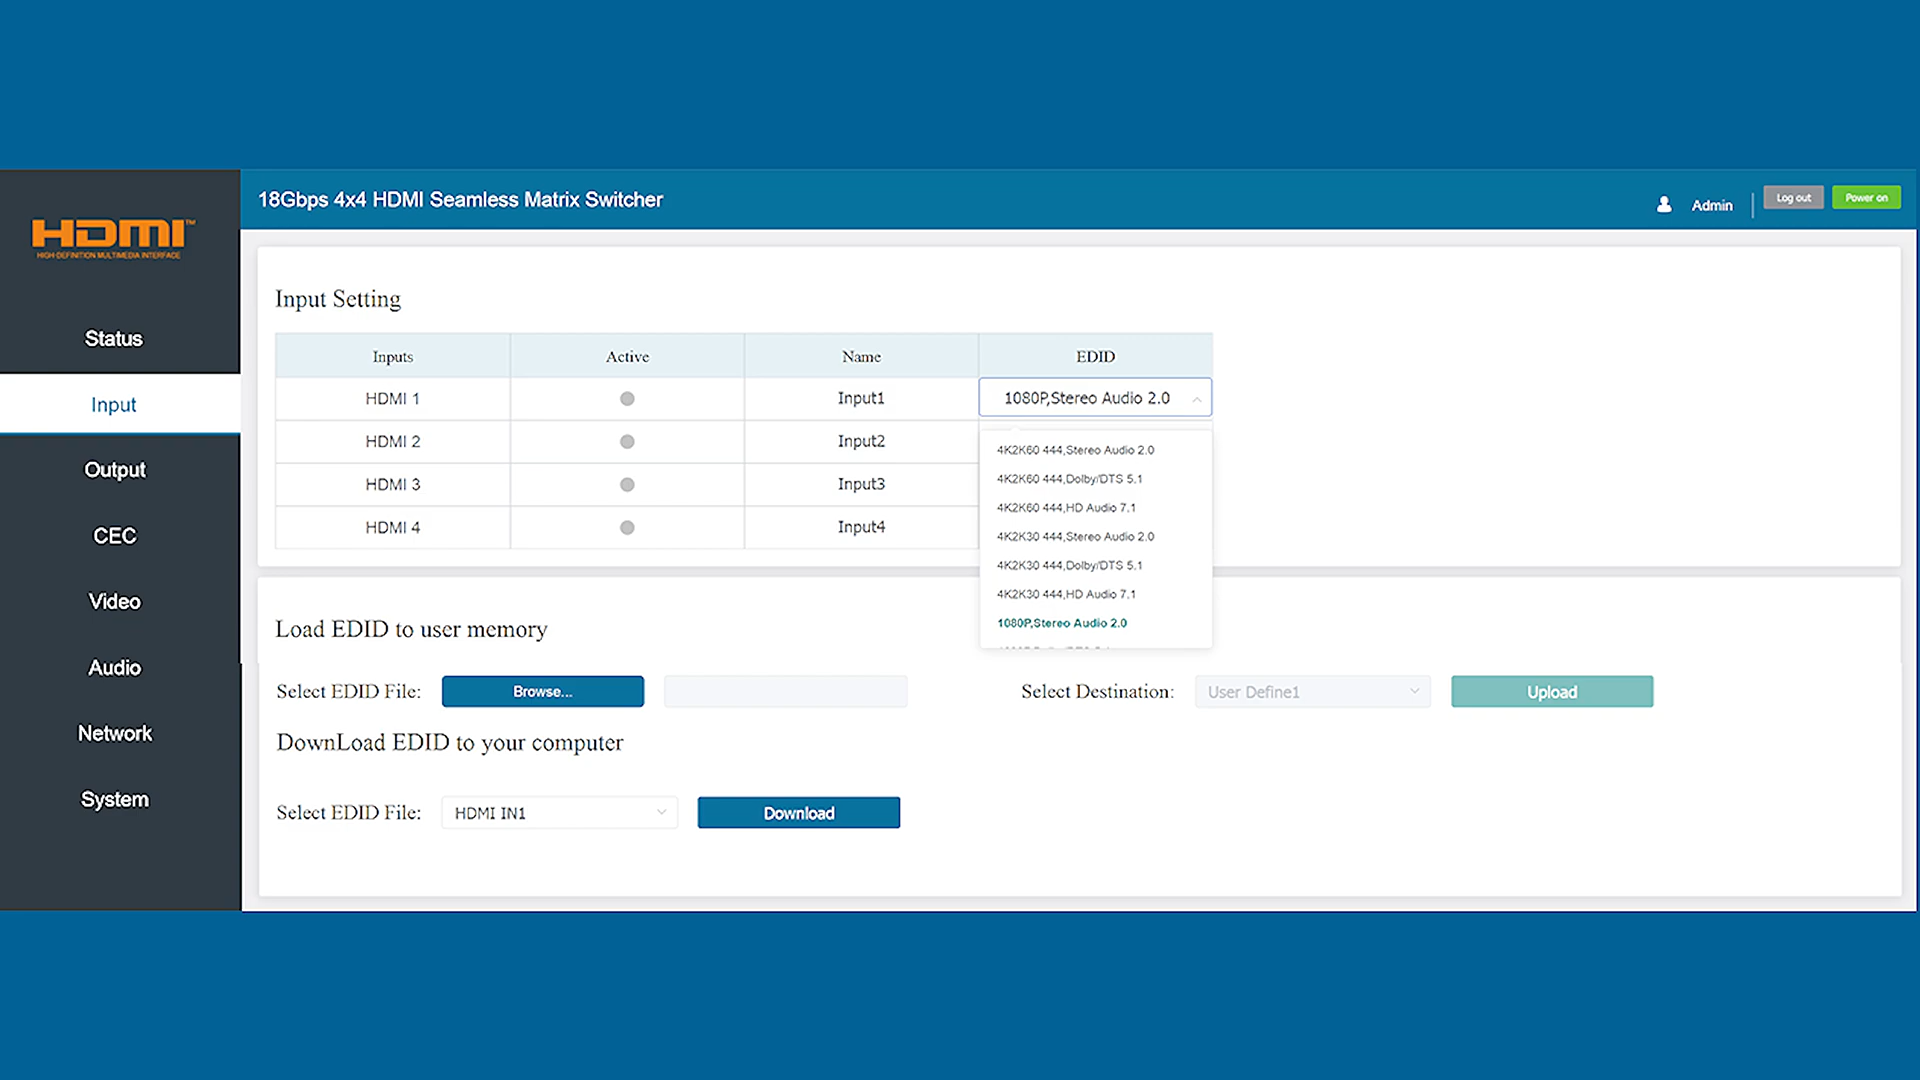 HDMI™
HIGH-DEFINITION MULTIMEDIA INTERFACE
18Gbps 4x4 HDMI Seamless Matrix Switcher
Admin
Log out
Power on
Status
Input
Output
CEC
Video
Audio
Network
System
Input Setting
Inputs Active Name EDID
HDMI 1 Input1 1080P,Stereo Audio 2.0
HDMI 2 Input2
HDMI 3 Input3
HDMI 4 Input4
4K2K60 444,Stereo Audio 2.0
4K2K60 444,Dolby/DTS 5.1
4K2K60 444,HD Audio 7.1
4K2K30 444,Stereo Audio 2.0
4K2K30 444,Dolby/DTS 5.1
4K2K30 444,HD Audio 7.1
1080P,Stereo Audio 2.0
Load EDID to user memory
Select EDID File: Browse... Select Destination: User Define1 Upload
DownLoad EDID to your computer
Select EDID File: HDMI IN1 Download